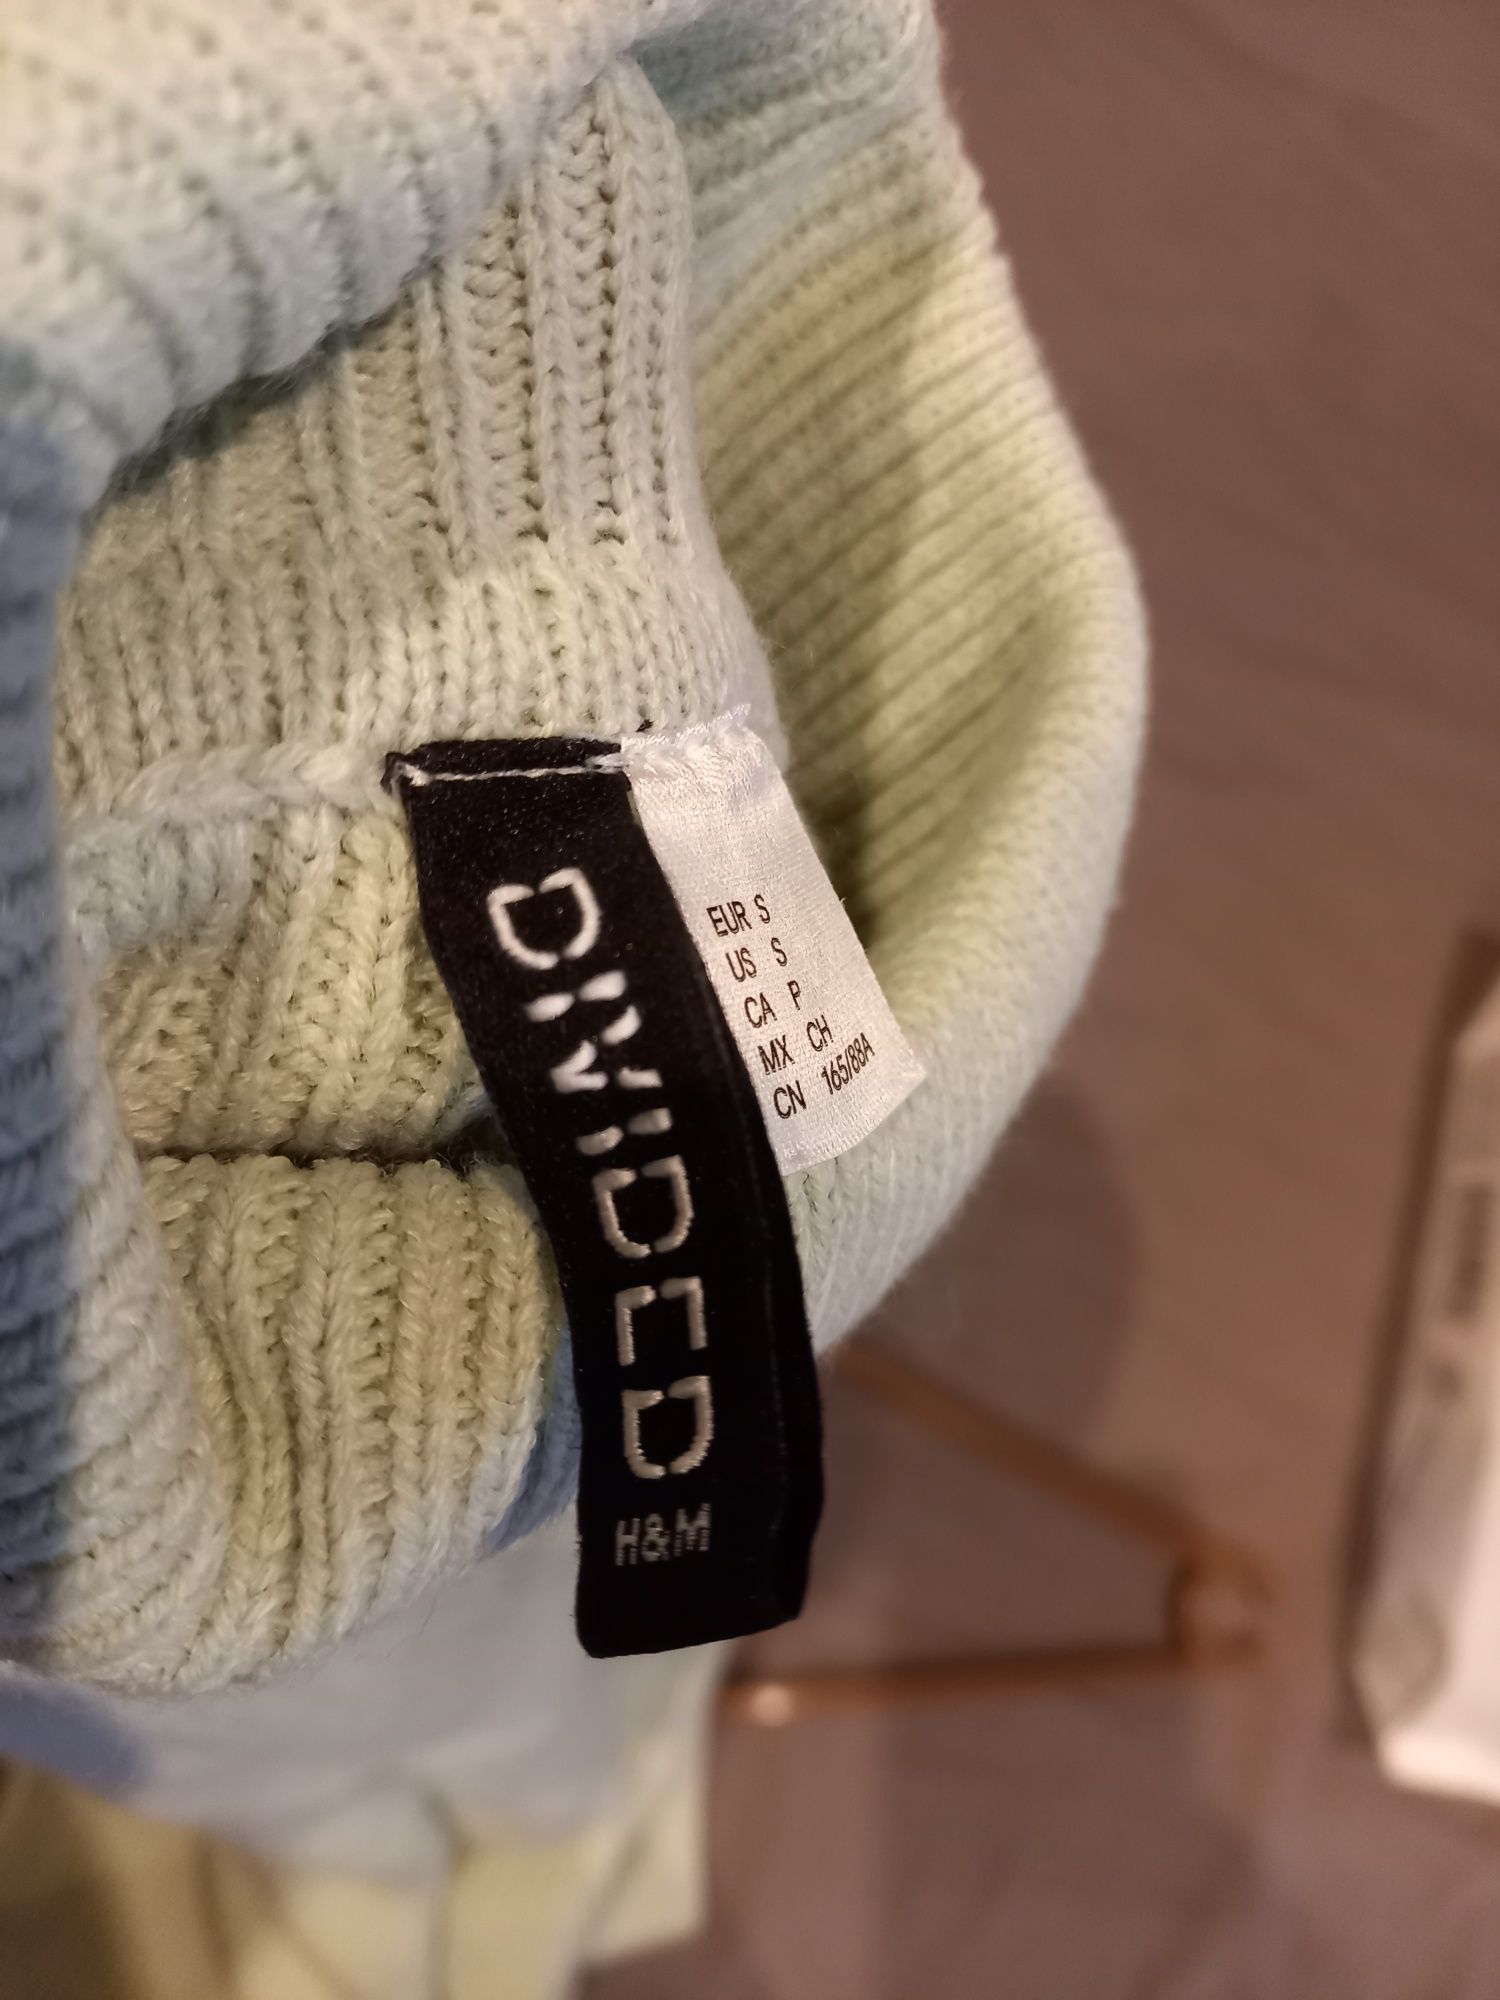 DIVIDED
H&M
EUR S
US S
CA P
MX CH
CN 165/88A